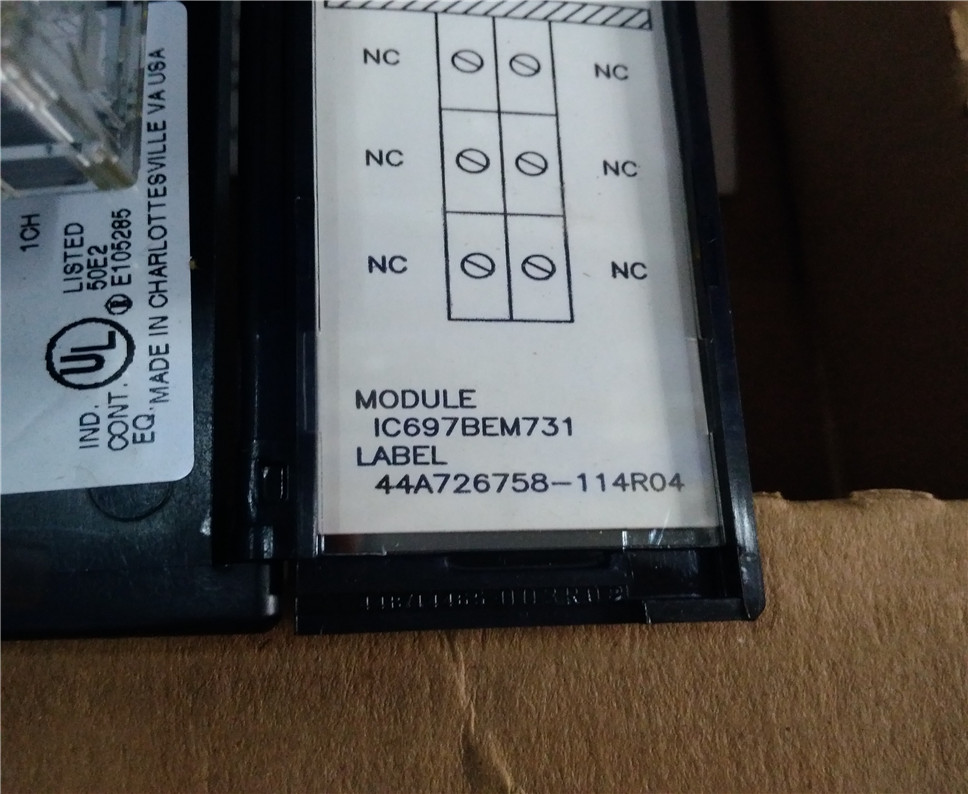 1CH
LISTED
50E2
E105285
UL
IND.
CONT.
EQ.
MADE IN CHARLOTTESVILLE VA USA
NC NC
NC NC
NC NC
MODULE
IC697BEM731
LABEL
44A726758-114R04